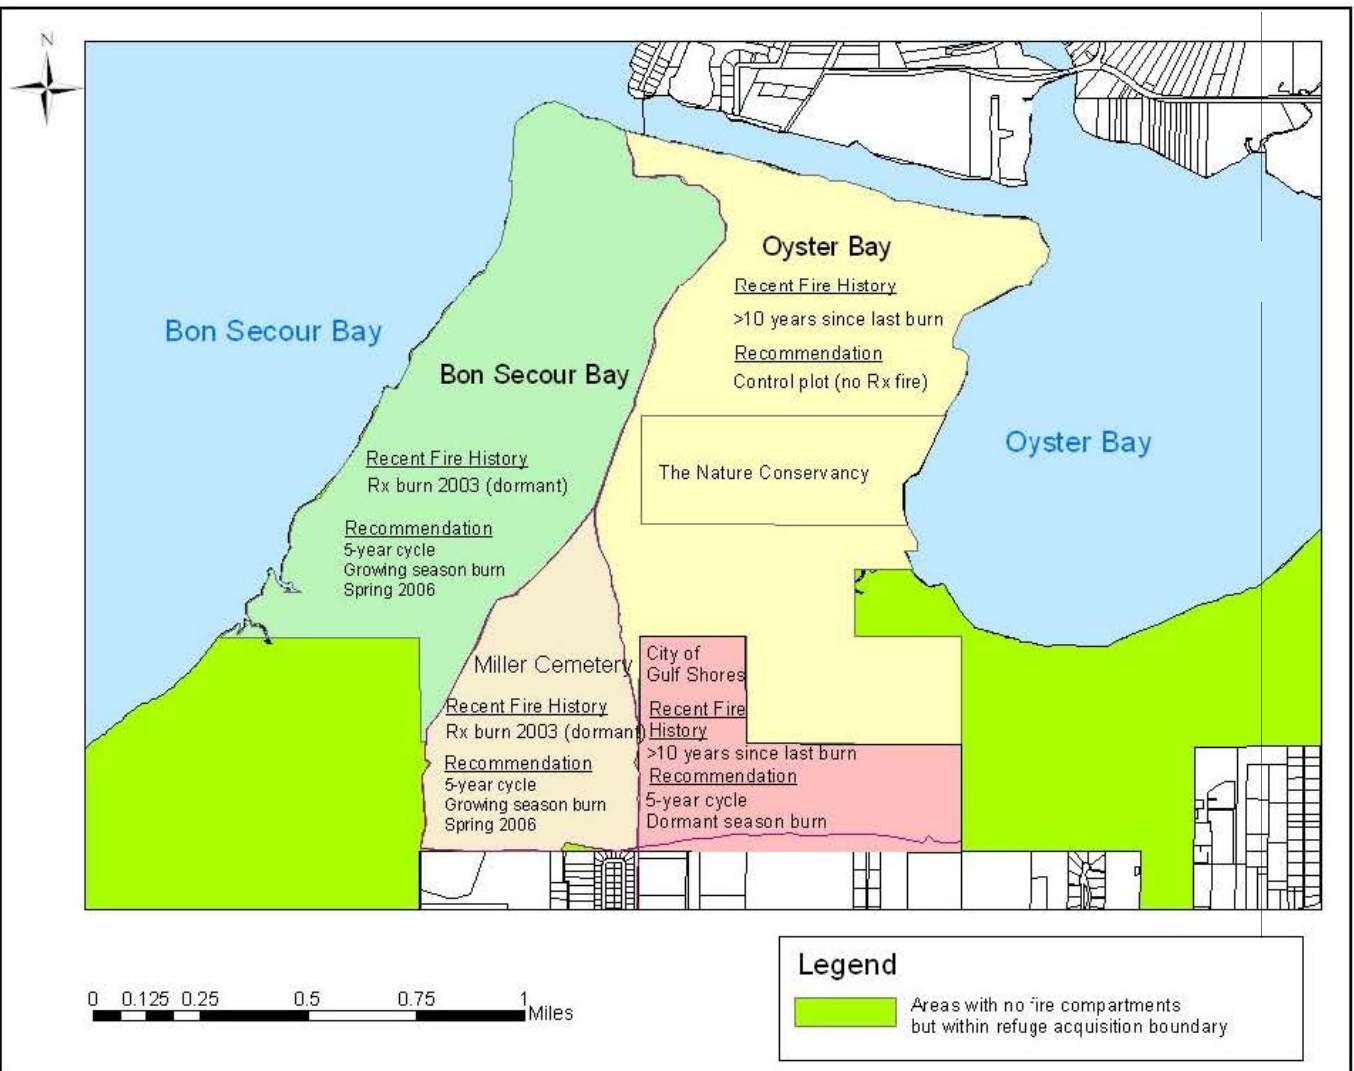 N
Bon Secour Bay
Oyster Bay
Recent Fire History
>10 years since last burn
Recommendation
Control plot (no Rx fire)
Bon Secour Bay
Recent Fire History
Rx burn 2003 (dormant)
Recommendation
5-year cycle
Growing season burn
Spring 2006
The Nature Conservancy
Oyster Bay
Miller Cemetery
Recent Fire History
Rx burn 2003 (dormant)
Recommendation
5-year cycle
Growing season burn
Spring 2006
City of
Gulf Shores
Recent Fire
History
>10 years since last burn
Recommendation
5-year cycle
Dormant season burn
0 0.125 0.25 0.5 0.75 1
Miles
Legend
Areas with no fire compartments
but within refuge acquisition boundary